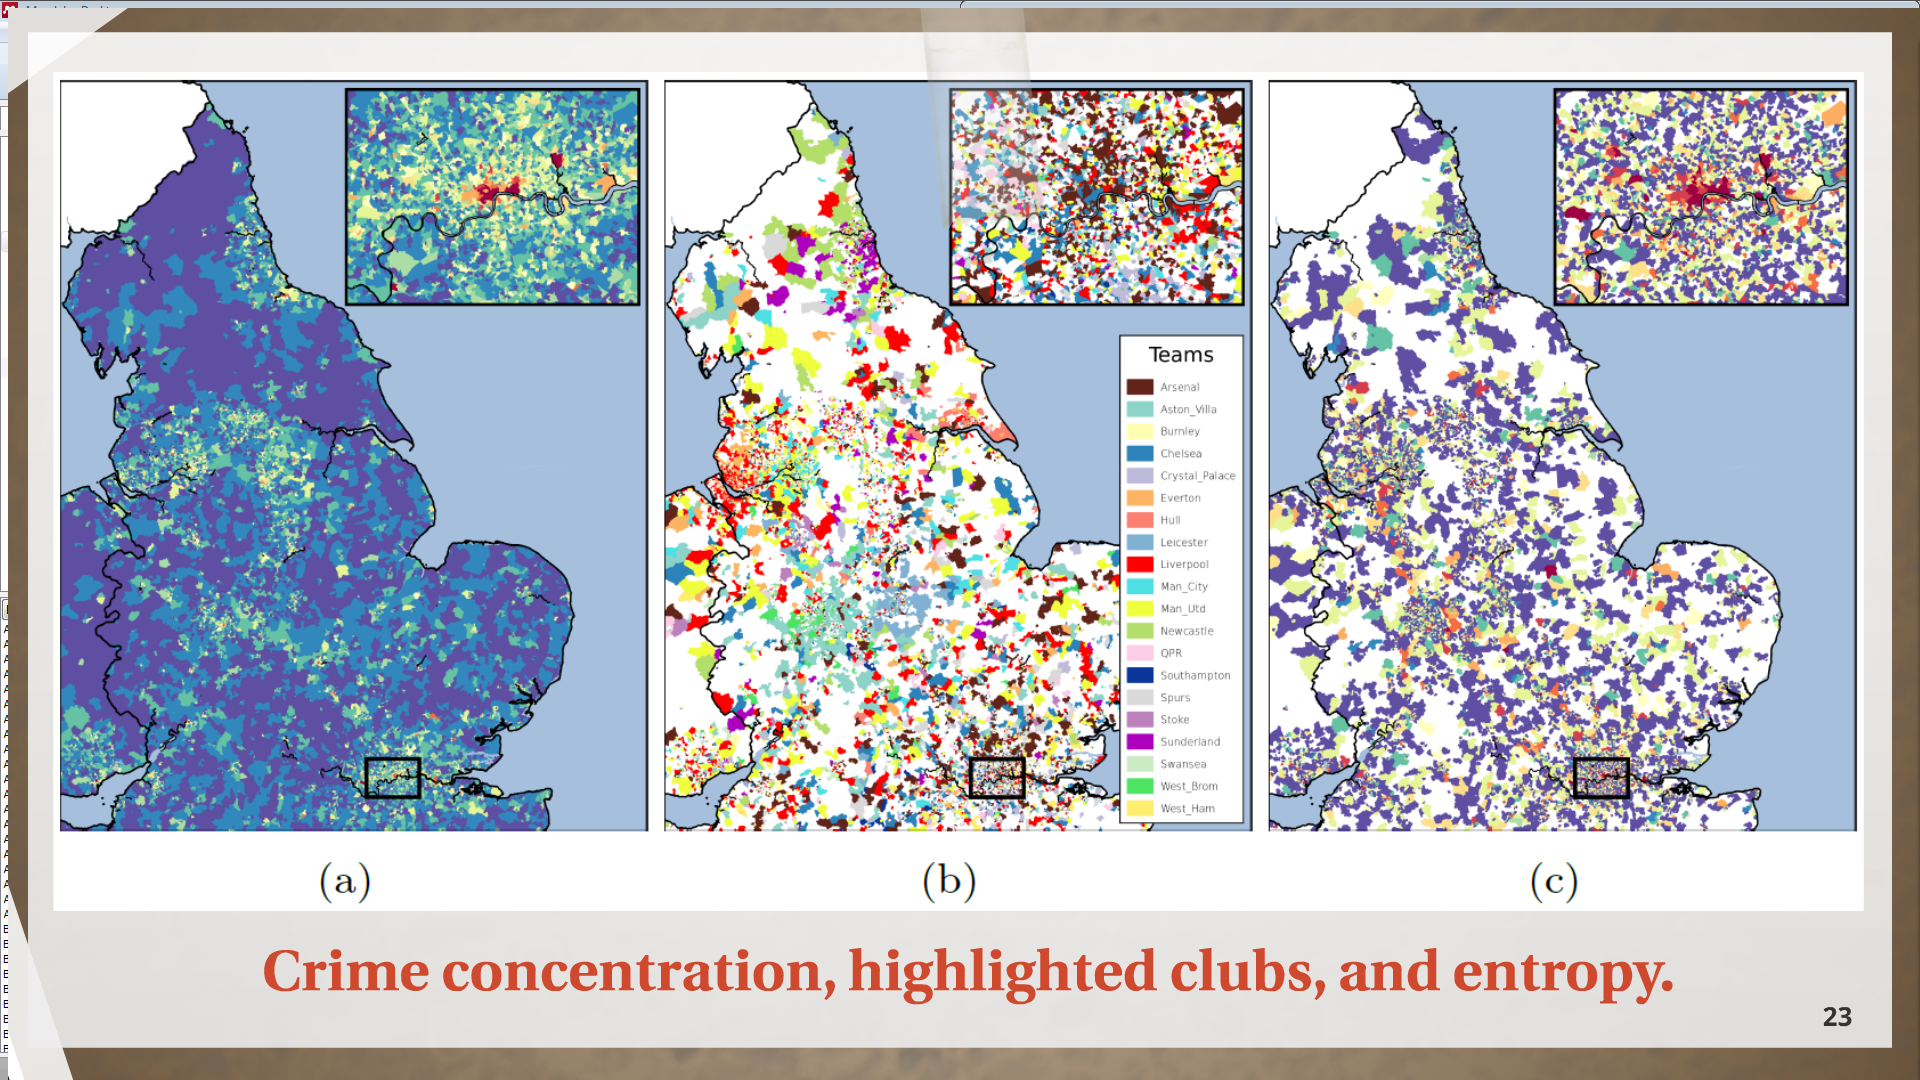 Teams
Arsenal
Aston_Villa
Burnley
Chelsea
Crystal_Palace
Everton
Hull
Leicester
Liverpool
Man_City
Man_Utd
Newcastle
QPR
Southampton
Spurs
Stoke
Sunderland
Swansea
West_Brom
West_Ham
(a)
(b)
(c)
Crime concentration, highlighted clubs, and entropy.
23